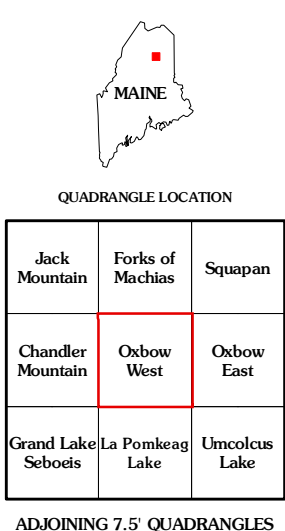 MAINE
QUADRANGLE LOCATION
Jack
Mountain
Forks of
Machias
Squapan
Chandler
Mountain
Oxbow
West
Oxbow
East
Grand Lake
Seboeis
La Pomkeag
Lake
Umcolcus
Lake
ADJOINING 7.5' QUADRANGLES